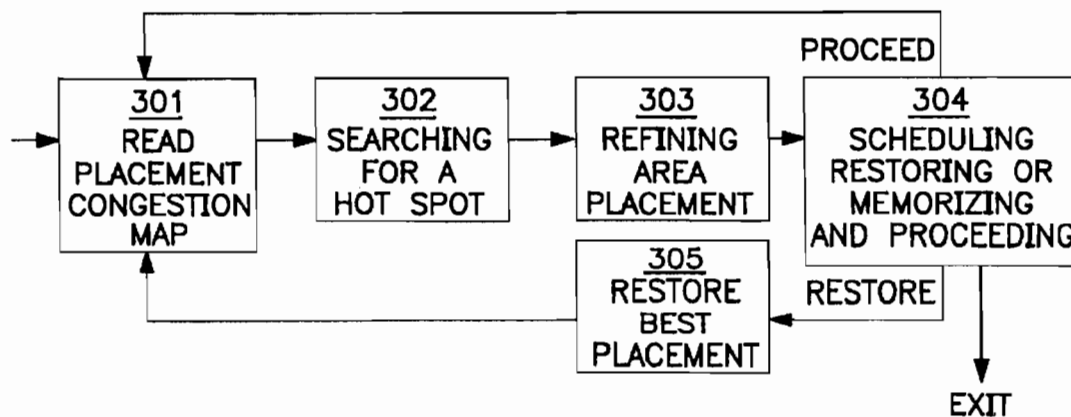 PROCEED
301
READ
PLACEMENT
CONGESTION
MAP
302
SEARCHING
FOR A
HOT SPOT
303
REFINING
AREA
PLACEMENT
304
SCHEDULING
RESTORING OR
MEMORIZING
AND PROCEEDING
305
RESTORE
BEST
PLACEMENT
RESTORE
EXIT